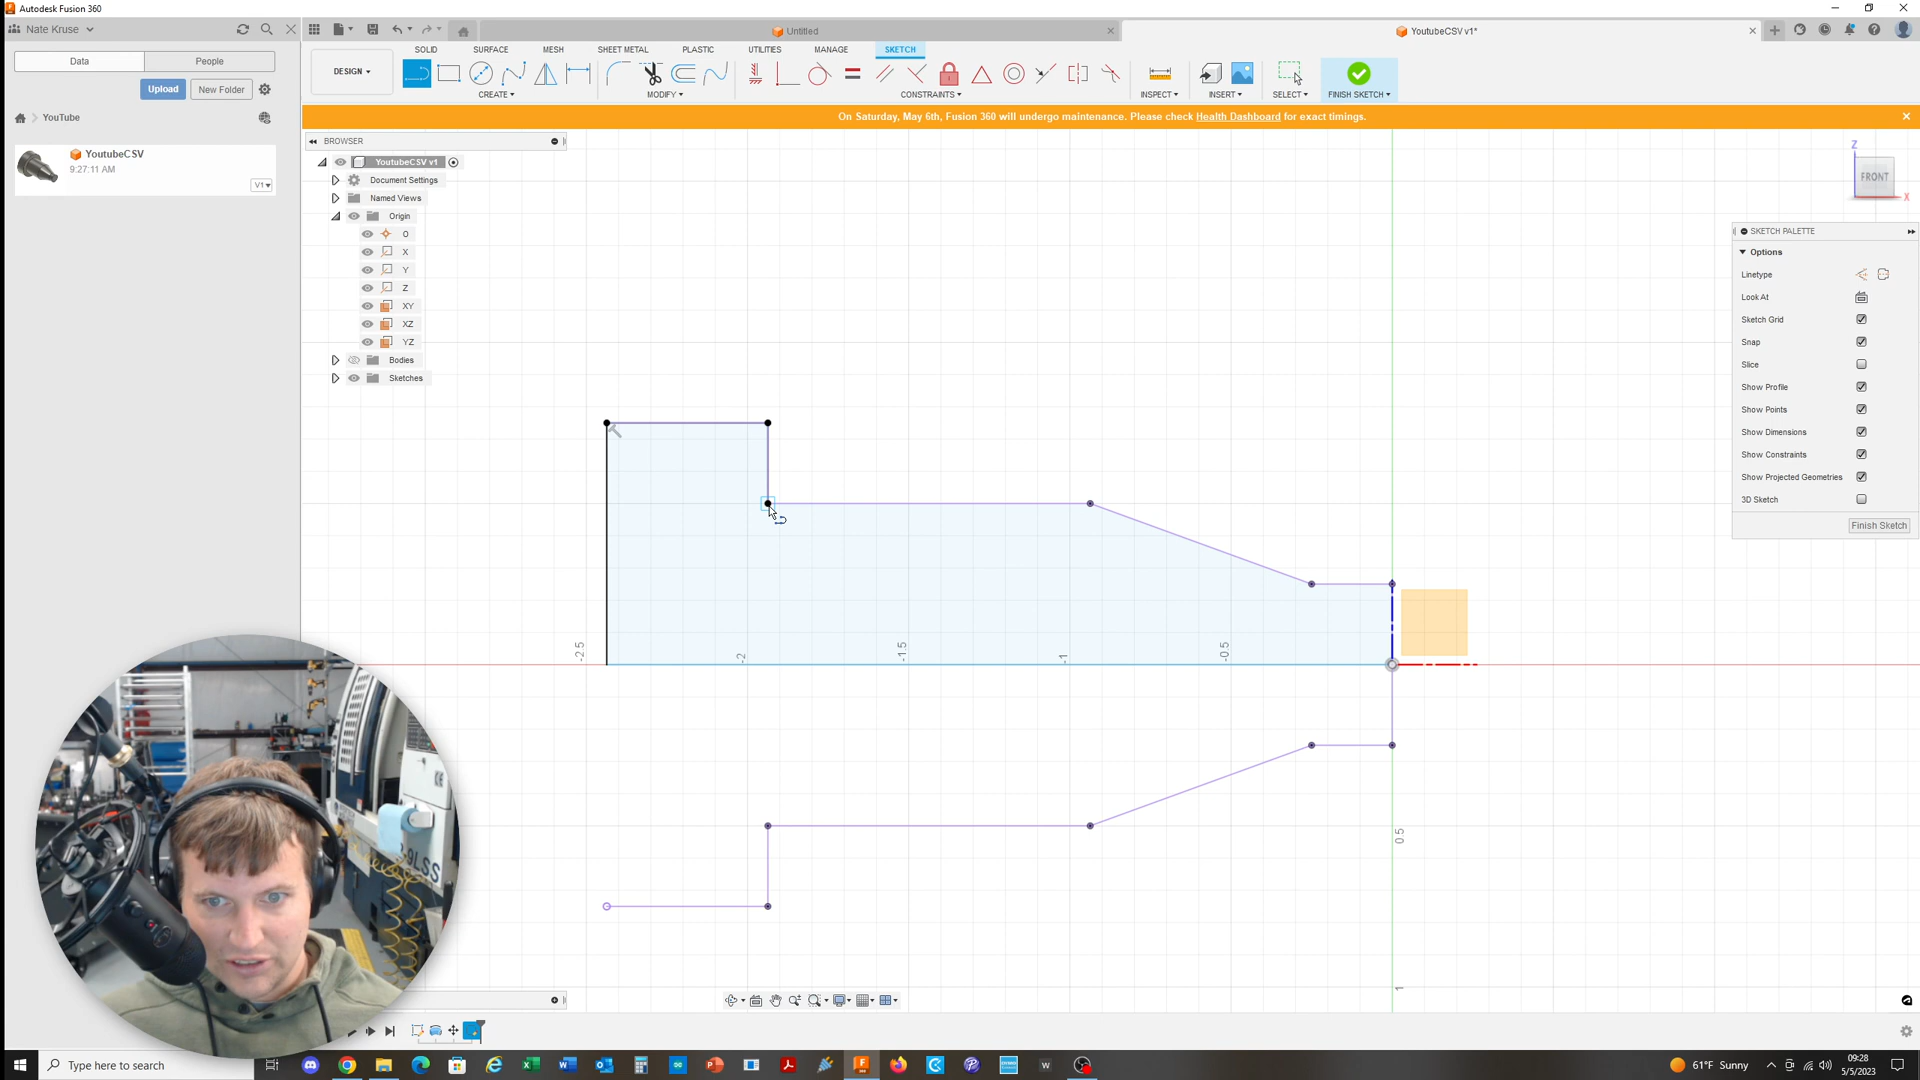 Autodesk Fusion 360
Nate Kruse
Untitled
YoutubeCSV v1*
Data
People
Upload
New Folder
YouTube
YoutubeCSV
9:27:11 AM
V1
DESIGN
SOLID
SURFACE
MESH
SHEET METAL
PLASTIC
UTILITIES
MANAGE
SKETCH
CREATE
MODIFY
CONSTRAINTS
INSPECT
INSERT
SELECT
FINISH SKETCH
On Saturday, May 6th, Fusion 360 will undergo maintenance. Please check Health Dashboard for exact timings.
BROWSER
YoutubeCSV v1
Document Settings
Named Views
Origin
O
X
Y
Z
XY
XZ
YZ
Bodies
Sketches
Z
FRONT
X
SKETCH PALETTE
Options
Linetype
Look At
Sketch Grid
Snap
Slice
Show Profile
Show Points
Show Dimensions
Show Constraints
Show Projected Geometries
3D Sketch
Finish Sketch
-2.5
-2
-1.5
-1
-0.5
0.5
1
9LSS
Type here to search
61°F Sunny
09:28
5/5/2023